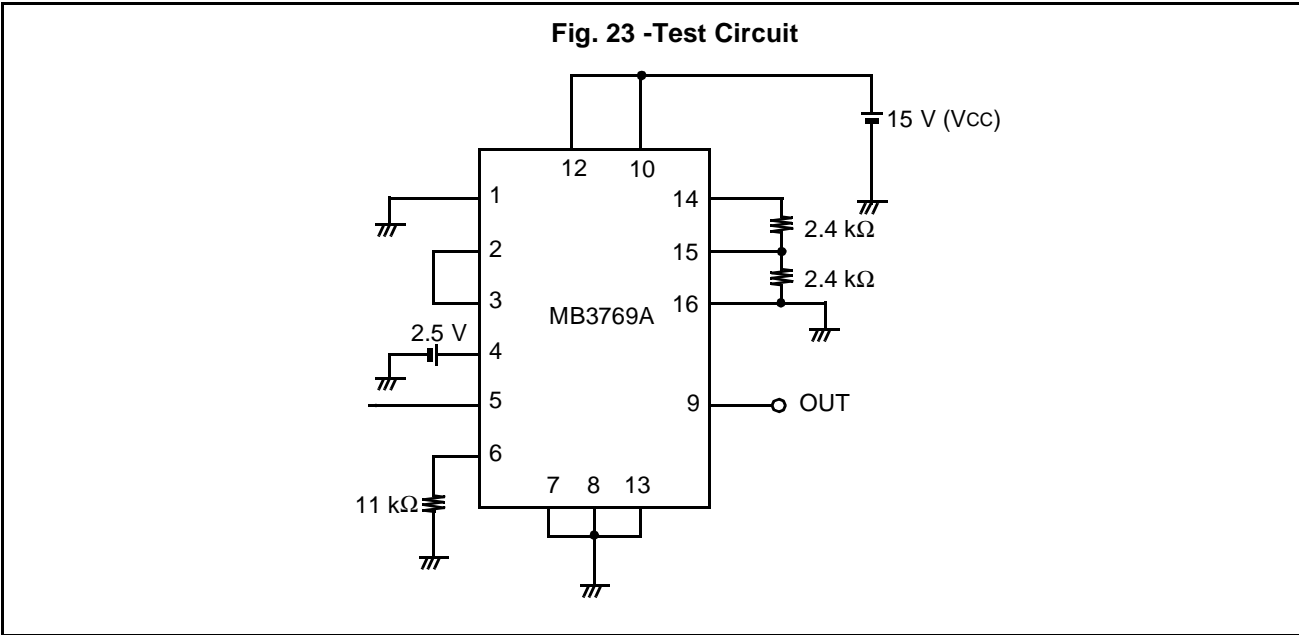 Fig. 23 -Test Circuit
15 V (VCC)
12 10
1 14
2.4 kΩ
2 15
2.4 kΩ
3 16
MB3769A
2.5 V
4
5 9 OUT
6
11 kΩ
7 8 13